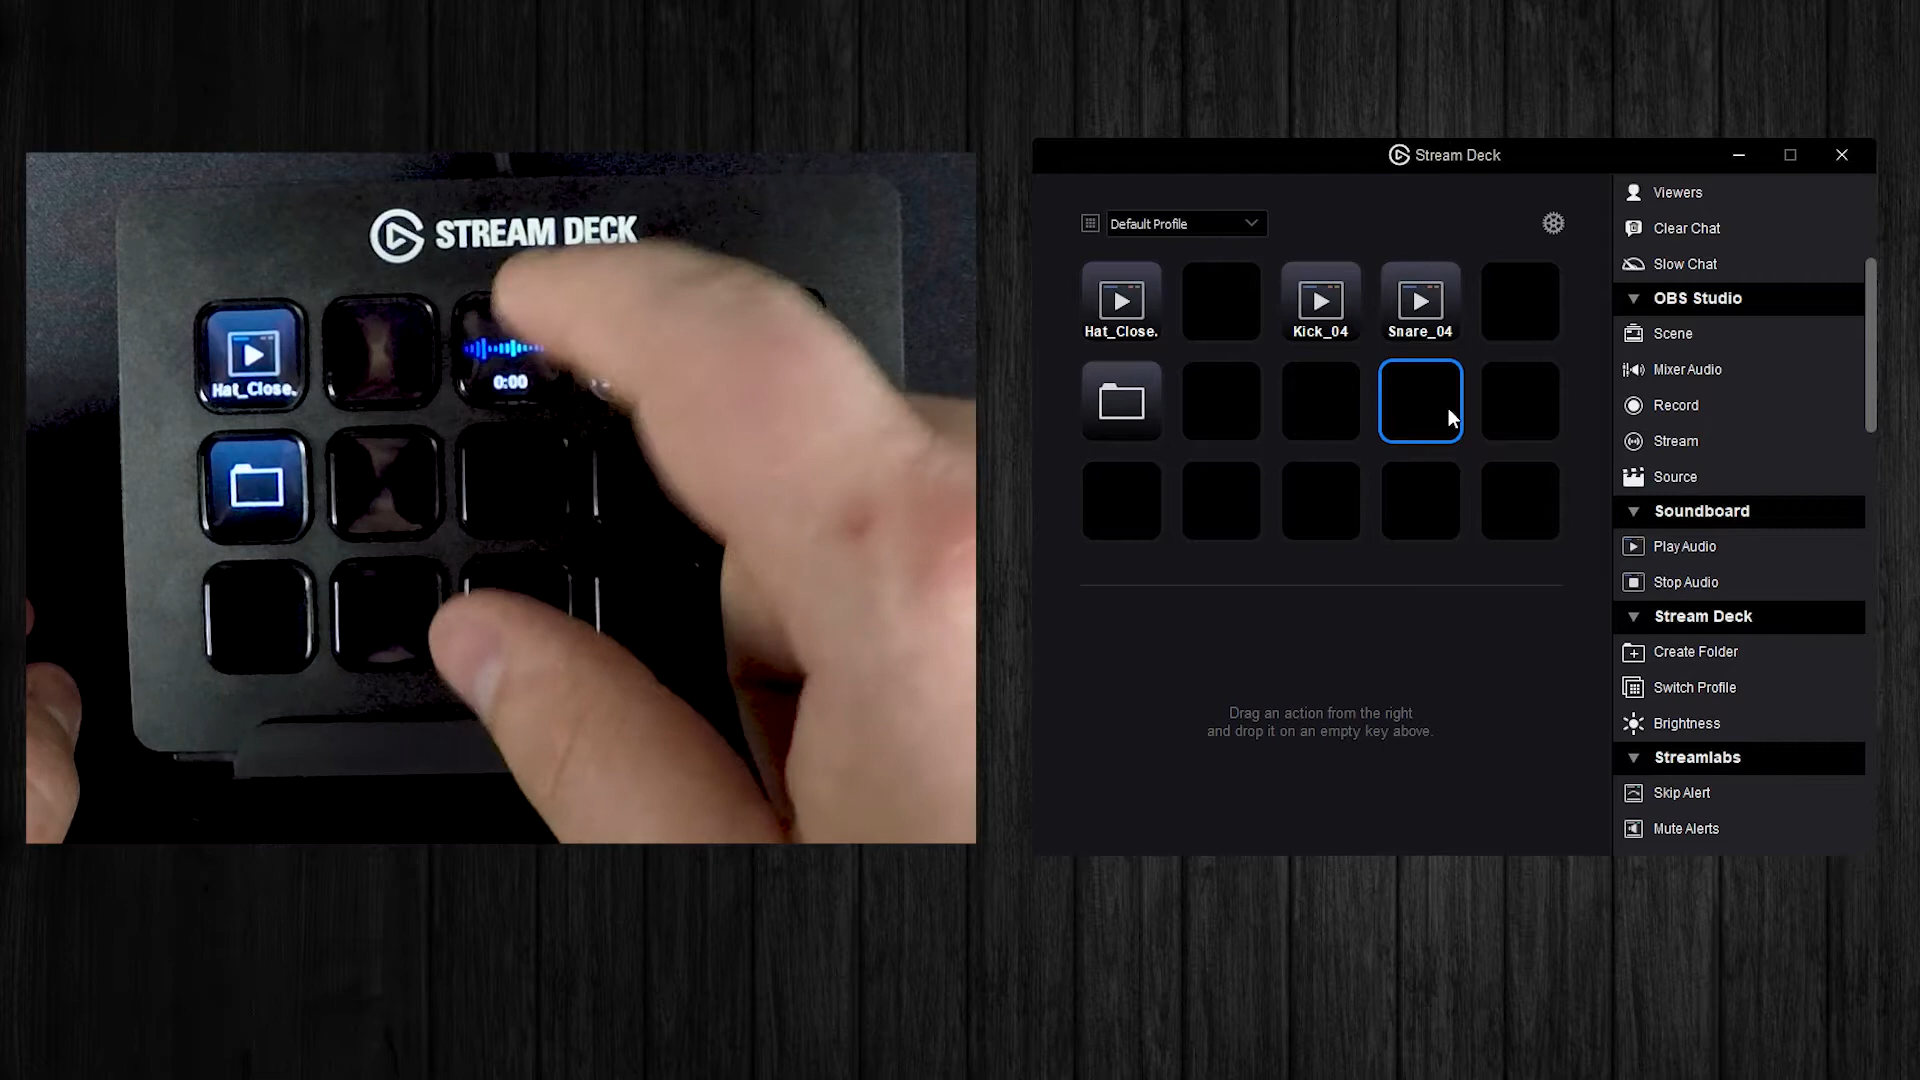 STREAM DECK
Hat_Close.
0:00
Stream Deck
Default Profile
Hat_Close.
Kick_04
Snare_04
Drag an action from the right
and drop it on an empty key above.
Viewers
Clear Chat
Slow Chat
OBS Studio
Scene
Mixer Audio
Record
Stream
Source
Soundboard
Play Audio
Stop Audio
Stream Deck
Create Folder
Switch Profile
Brightness
Streamlabs
Skip Alert
Mute Alerts